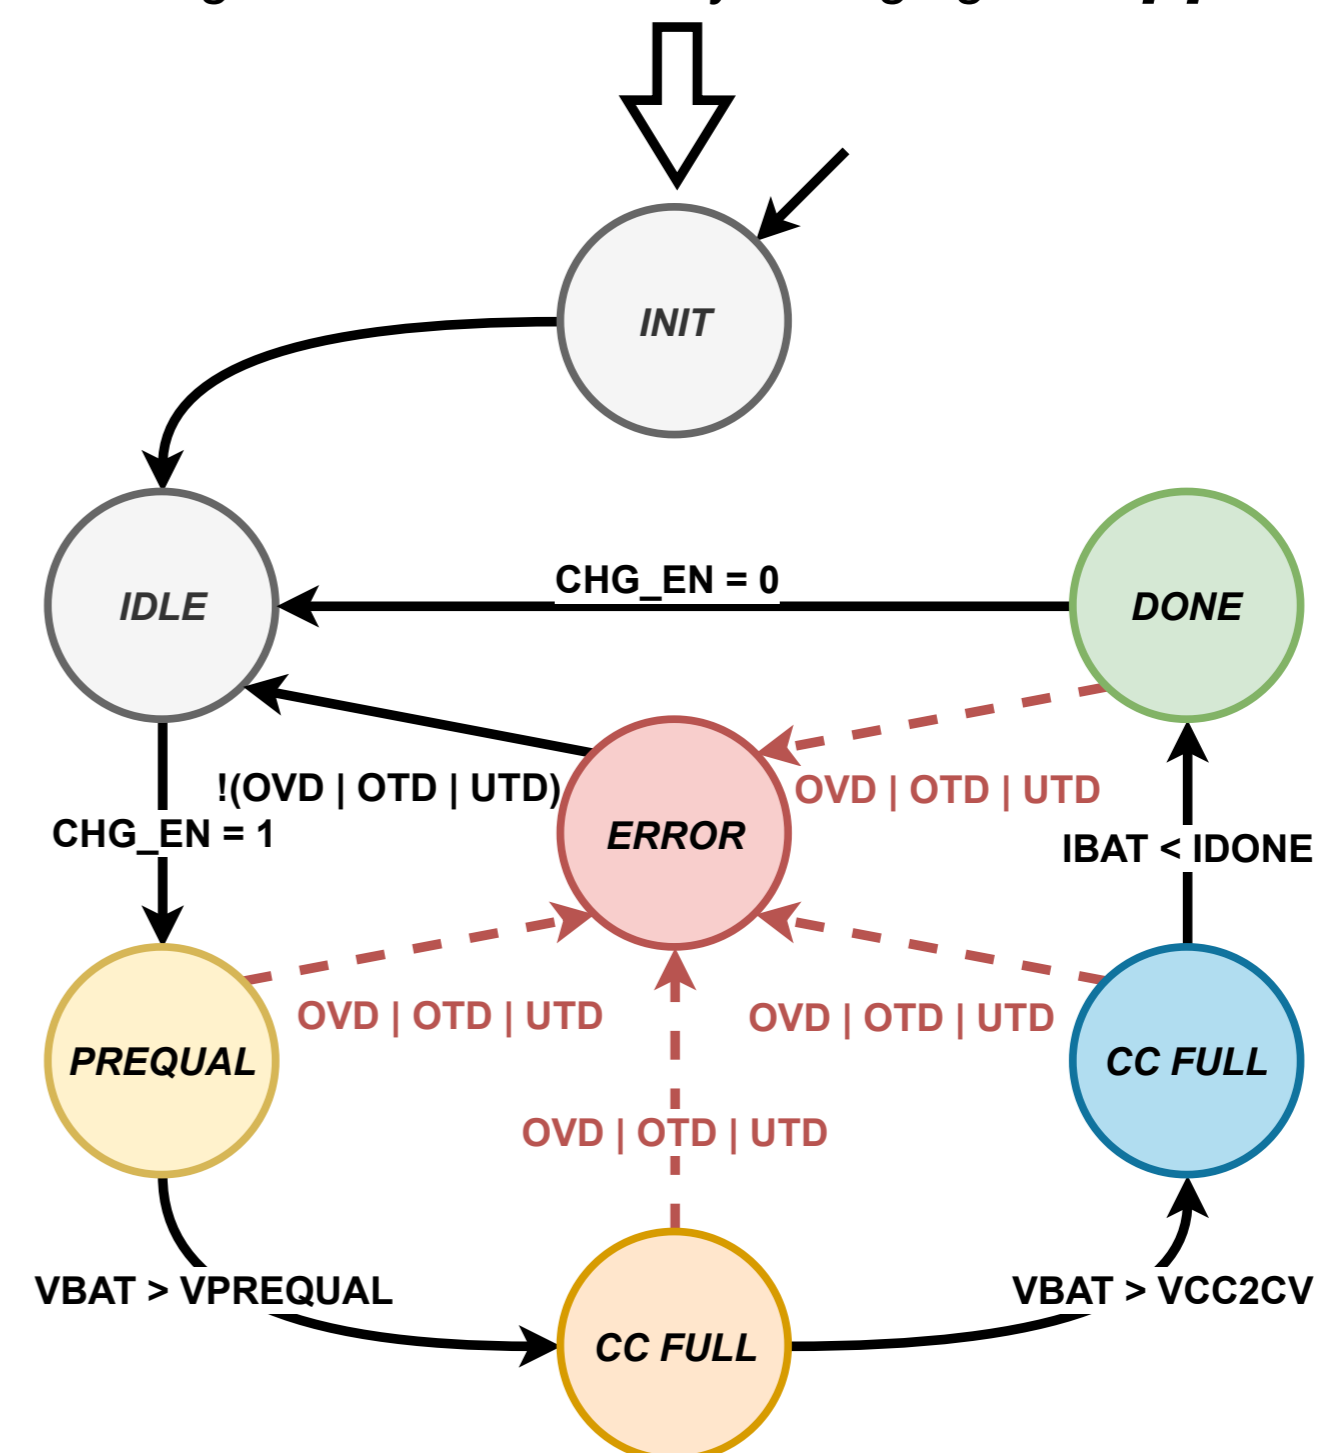 INIT
IDLE
CHG_EN = 0
DONE
!(OVD | OTD | UTD)
OVD | OTD | UTD
CHG_EN = 1
ERROR
IBAT < IDONE
OVD | OTD | UTD
OVD | OTD | UTD
PREQUAL
CC FULL
OVD | OTD | UTD
VBAT > VPREQUAL
VBAT > VCC2CV
CC FULL